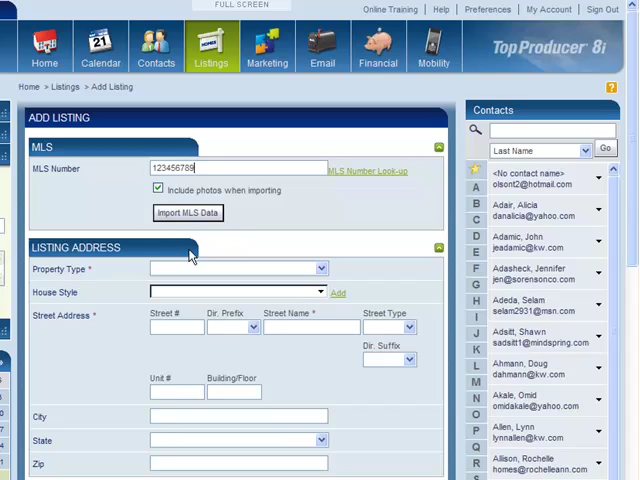 FULL SCREEN
Online Training | Help | Preferences | My Account | Sign Out
Home
21
Calendar
Contacts
HOMES
Listings
Marketing
Email
Financial
Mobility
TopProducer 8i
Home > Listings > Add Listing
?
ADD LISTING
MLS
MLS Number
123456789
MLS Number Look-up
Include photos when importing
Import MLS Data
LISTING ADDRESS
Property Type *
House Style
Add
Street Address *
Street #
Dir. Prefix
Street Name *
Street Type
Dir. Suffix
Unit #
Building/Floor
City
State
Zip
Contacts
Last Name
Go
A
B
C
D
E
F
G
H
I
J
K
L
M
N
O
P
Q
R
S
<No contact name>
olsont2@hotmail.com
Adair, Alicia
danalicia@yahoo.com
Adamic, John
jeadamic@kw.com
Adasheck, Jennifer
jen@sorensonco.com
Adeda, Selam
selam2931@msn.com
Adsitt, Shawn
sadsitt1@mindspring.com
Ahmann, Doug
dahmann@kw.com
Akale, Omid
omidakale@yahoo.com
Allen, Lynn
lynnallen@kw.com
Allison, Rochelle
homes@rochelleann.com